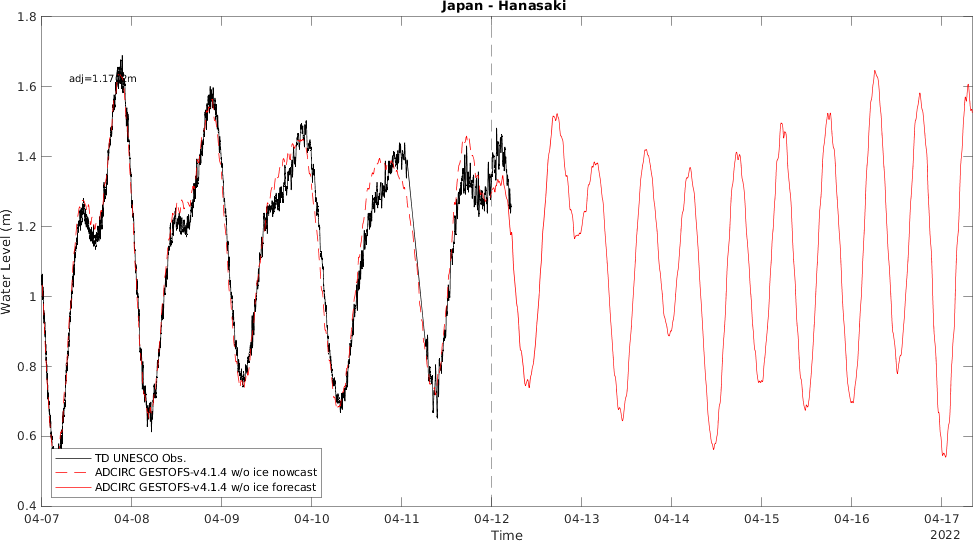 Japan - Hanasaki
1.8
1.6
1.4
1.2
1
0.8
0.6
0.4
Water Level (m)
TD UNESCO Obs.
ADCIRC GESTOFS-v4.1.4 w/o ice nowcast
ADCIRC GESTOFS-v4.1.4 w/o ice forecast
04-07 04-08 04-09 04-10 04-11 04-12 04-13 04-14 04-15 04-16 04-17
Time
2022